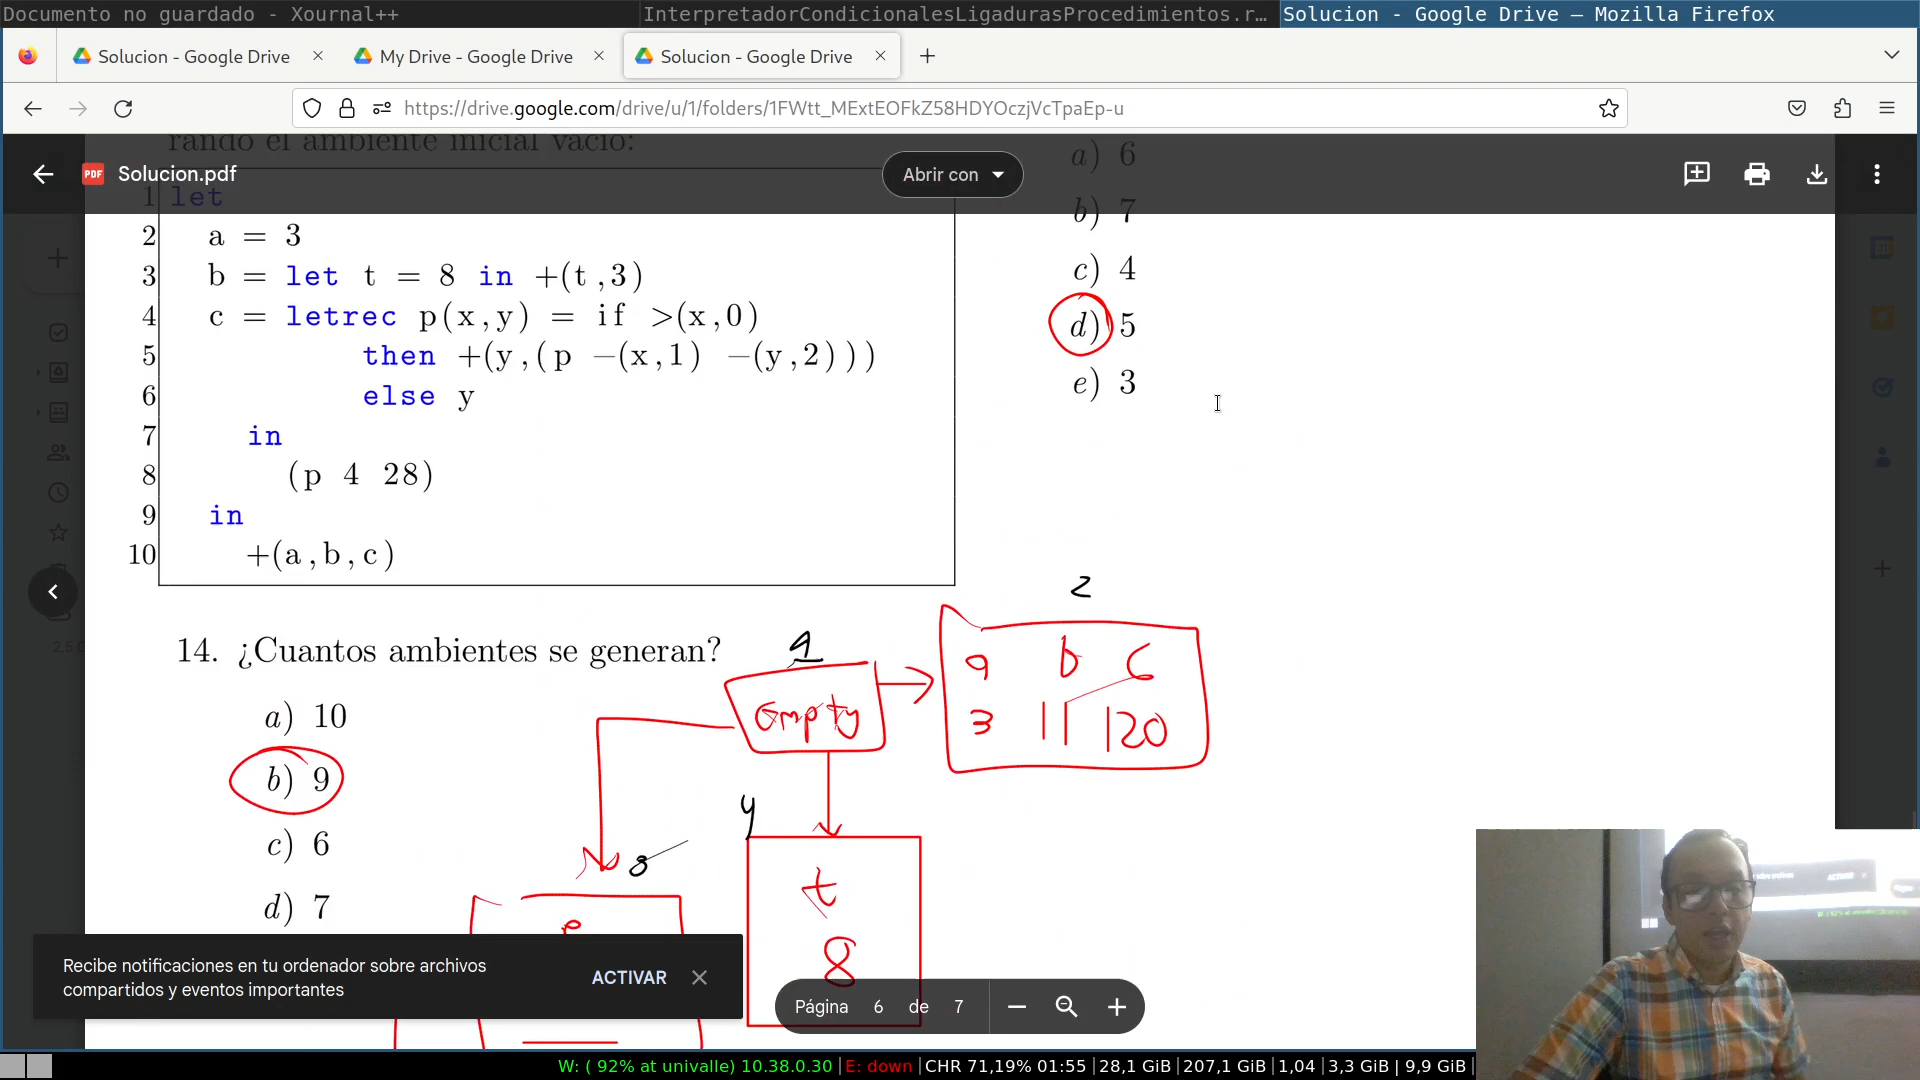 Documento no guardado - Xournal++
InterpretadorCondicionalesLigadurasProcedimientos.r…
Solucion - Google Drive — Mozilla Firefox
Solucion - Google Drive
My Drive - Google Drive
Solucion - Google Drive
https://drive.google.com/drive/u/1/folders/1FWtt_MExtEOFkZ58HDYOczjVcTpaEp-u
rando el ambiente inicial vacio:
PDF Solucion.pdf
Abrir con
1 let
2 a = 3
3 b = let t = 8 in +(t,3)
4 c = letrec p(x,y) = if >(x,0)
5 then +(y,(p −(x,1) −(y,2)))
6 else y
7 in
8 (p 4 28)
9 in
10 +(a,b,c)
a) 6
b) 7
c) 4
d) 5
e) 3
14. ¿Cuantos ambientes se generan?
a) 10
b) 9
c) 6
d) 7
1
Empty
2
a b c
3 11 120
y
t
8
8
P
Recibe notificaciones en tu ordenador sobre archivos
compartidos y eventos importantes
ACTIVAR
Página 6 de 7
W: ( 92% at univalle) 10.38.0.30 |E: down |CHR 71,19% 01:55 |28,1 GiB |207,1 GiB |1,04 |3,3 GiB | 9,9 GiB |